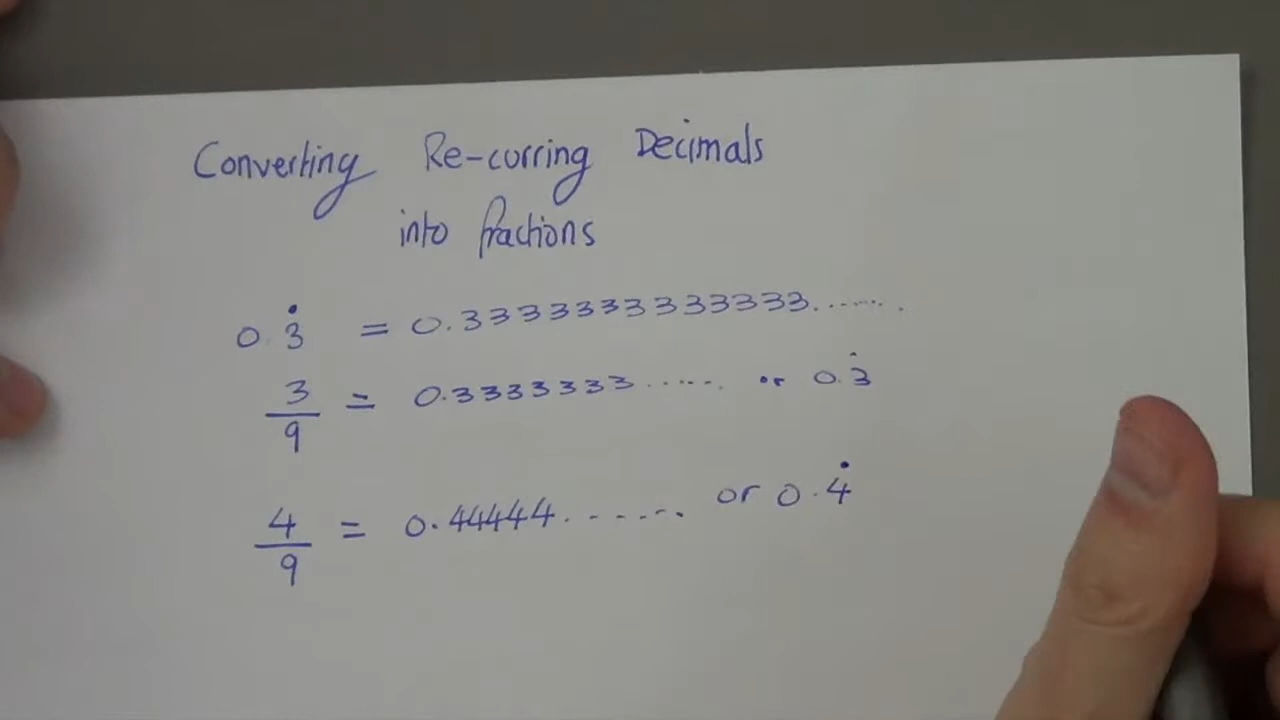 Converting Re-curring Decimals
into fractions
0.3̇ = 0.3333333333333.......
3/9 = 0.3333333...... or 0.3̇
4/9 = 0.44444....... or 0.4̇